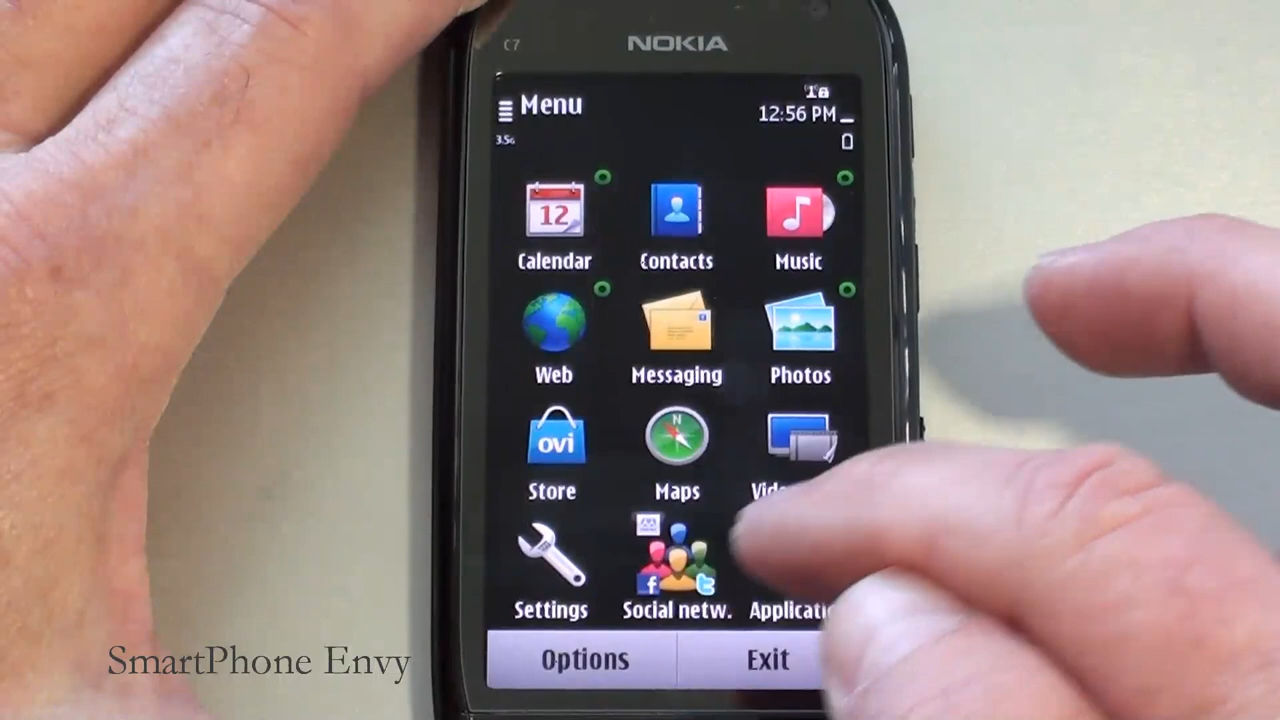 C7 NOKIA
Menu
12:56 PM
3.5G
12
Calendar Contacts Music
Web Messaging Photos
ovi N
Store Maps
f t
Settings Social netw.
Options Exit
SmartPhone Envy